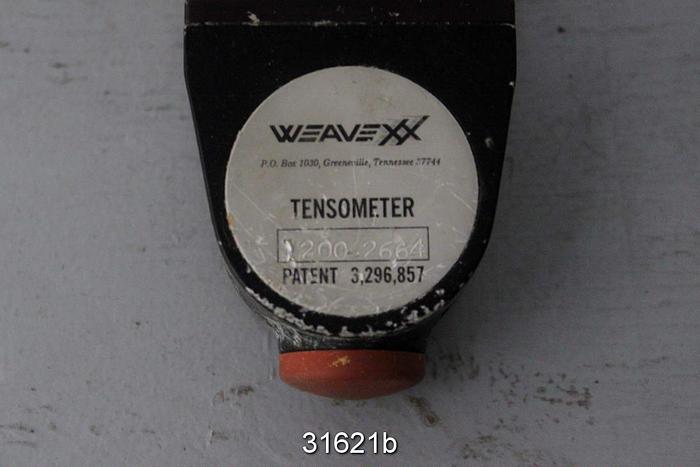 WEAVEXX
P.O. Box 1030, Greeneville, Tennessee 37744
TENSOMETER
1200-2664
PATENT 3,296,857
31621b